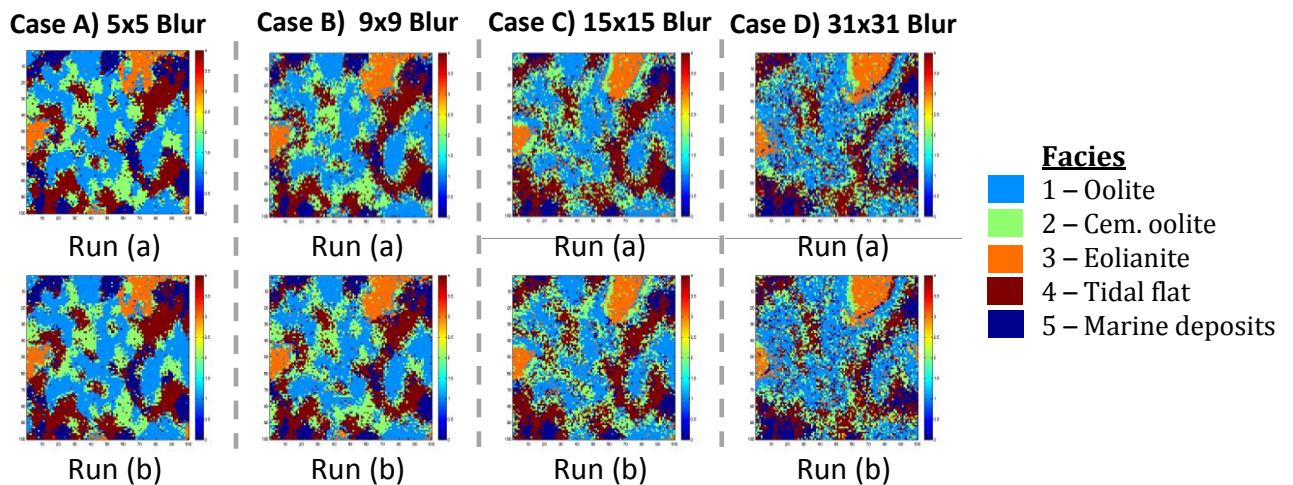 Case A) 5x5 Blur
Case B) 9x9 Blur
Case C) 15x15 Blur
Case D) 31x31 Blur
Run (a)
Run (a)
Run (a)
Run (a)
Run (b)
Run (b)
Run (b)
Run (b)
Facies
1 – Oolite
2 – Cem. oolite
3 – Eolianite
4 – Tidal flat
5 – Marine deposits